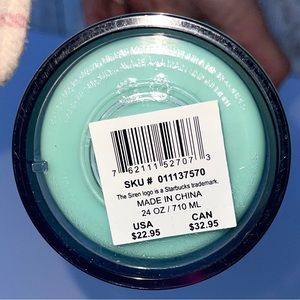 7 62111 52707 3
SKU # 011137570
The Siren logo is a Starbucks trademark.
MADE IN CHINA
24 OZ / 710 ML
USA CAN
$22.95 $32.95